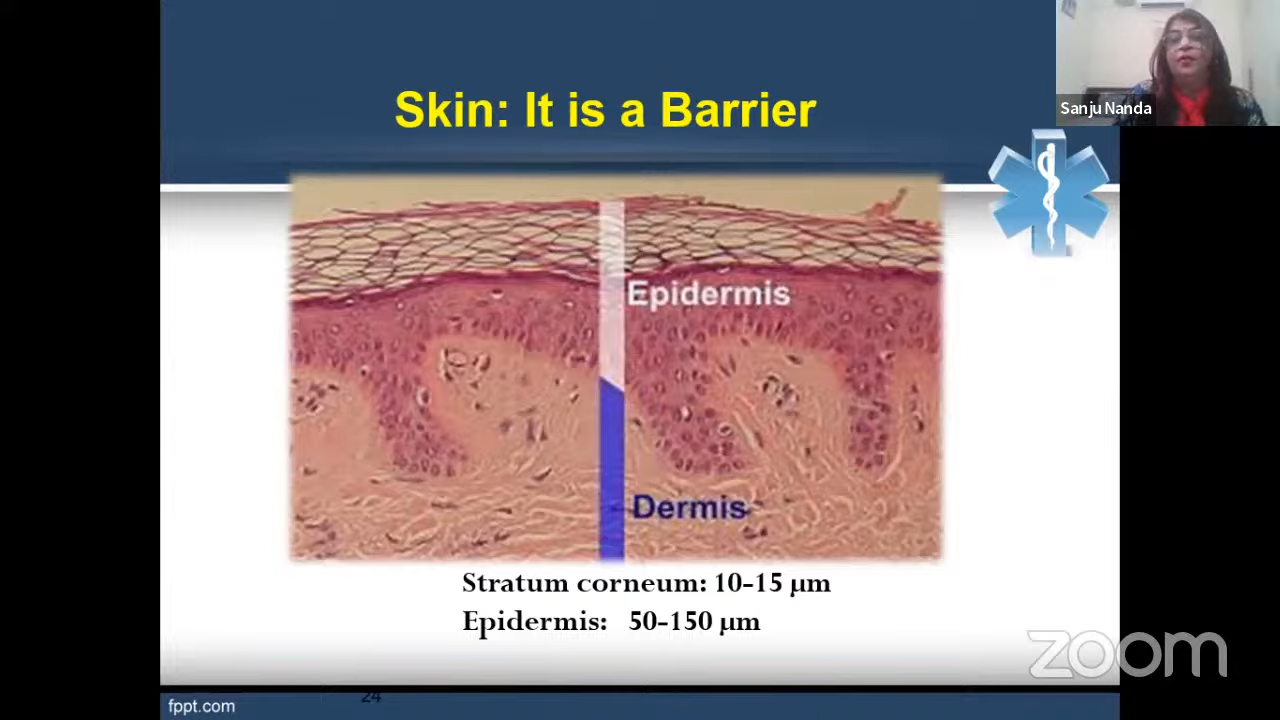 Skin: It is a Barrier
Sanju Nanda
Epidermis
Dermis
Stratum corneum: 10-15 μm
Epidermis: 50-150 μm
zoom
24
fppt.com